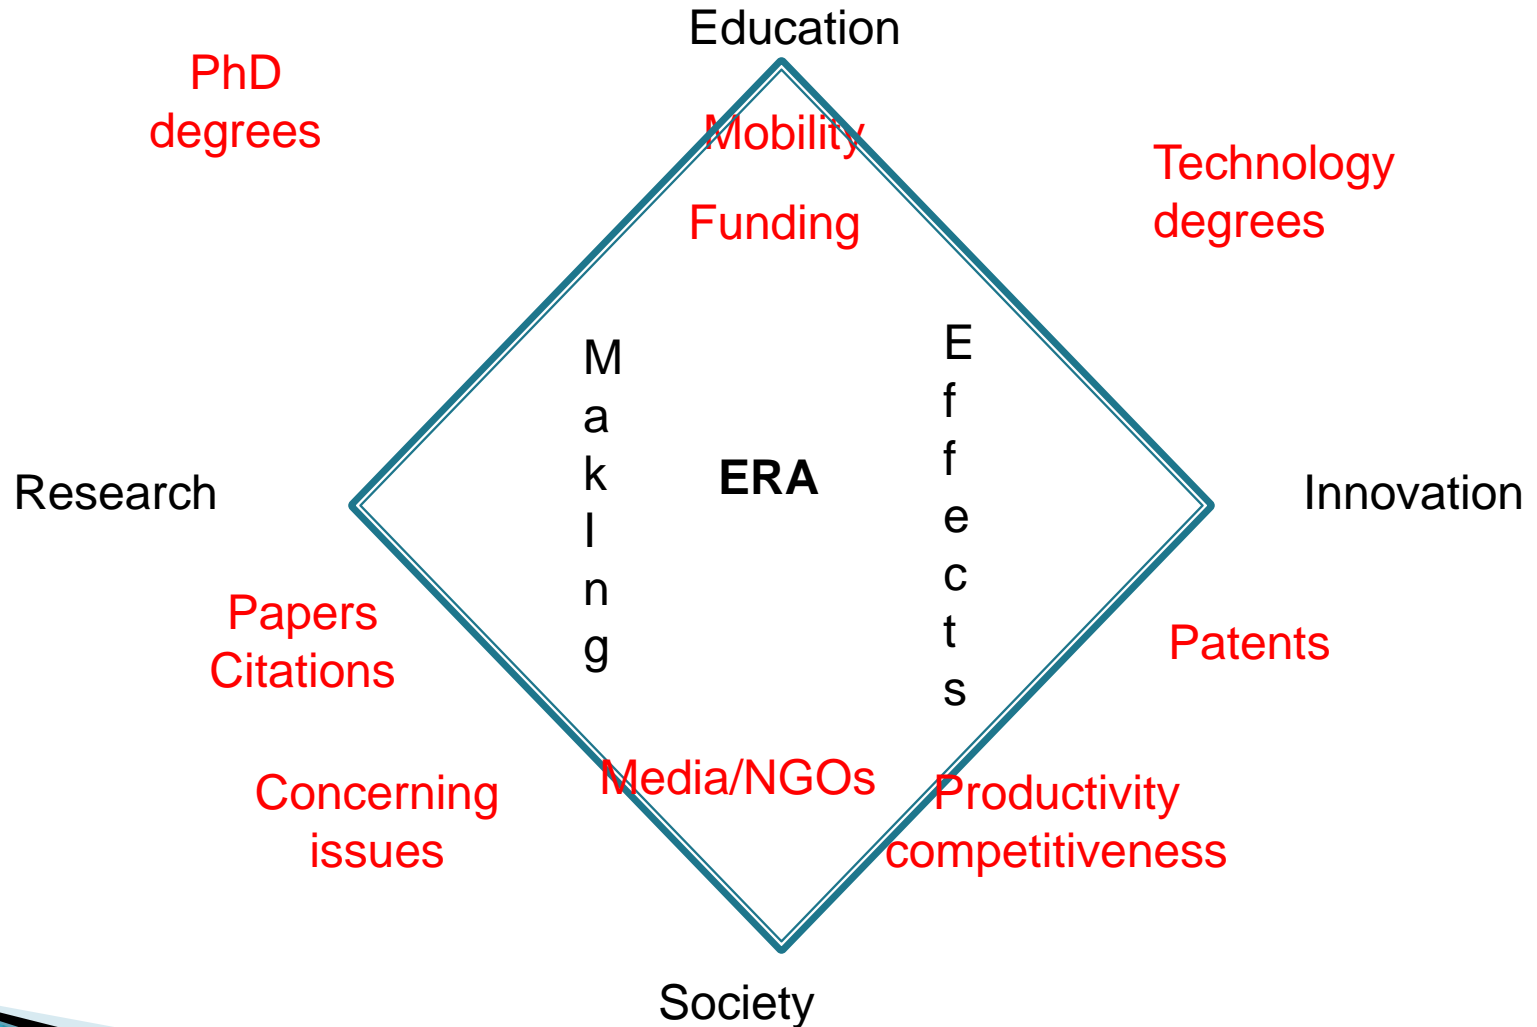 Education
PhD
degrees
Mobility
Technology
degrees
Funding
M
a
k
I
n
g
E
f
f
e
c
t
s
ERA
Research
Innovation
Papers
Citations
Patents
Concerning
issues
Media/NGOs
Productivity
competitiveness
Society